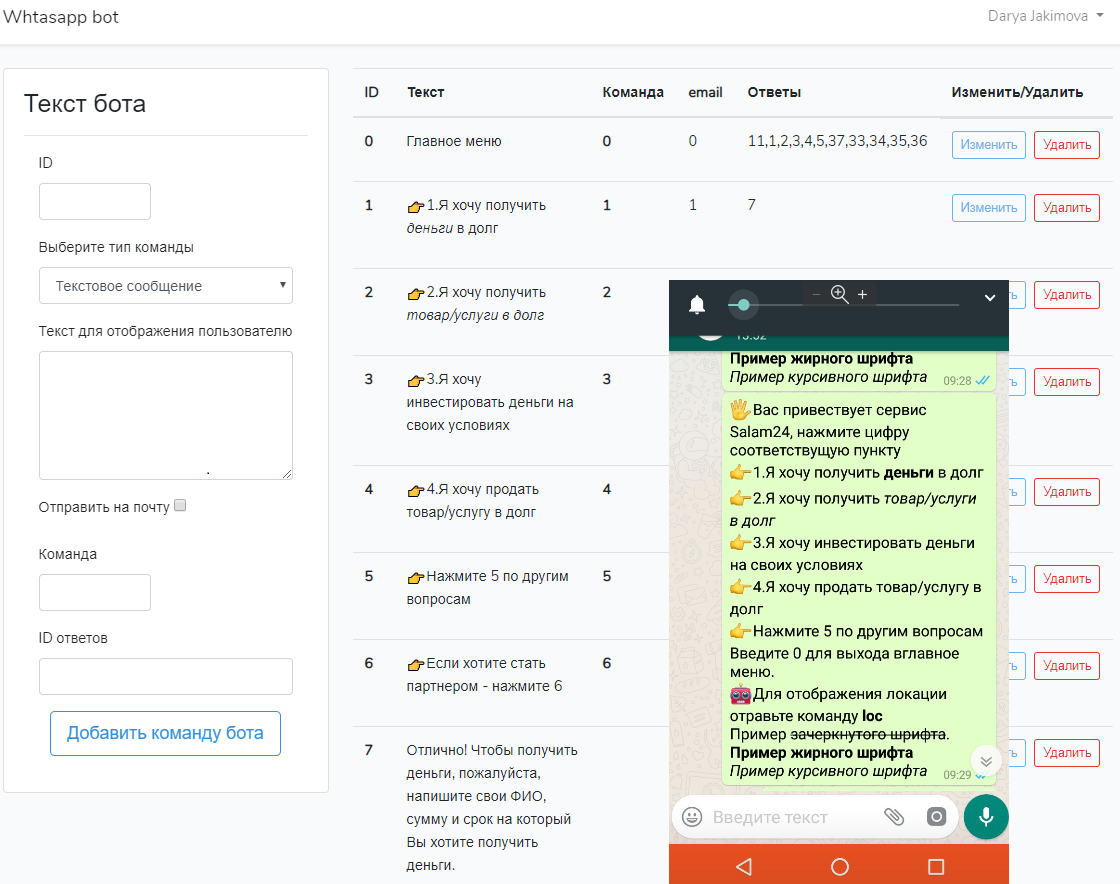 Whtasapp bot
Darya Jakimova
Текст бота
ID
Выберите тип команды
Текстовое сообщение
Текст для отображения пользователю
.
Отправить на почту
Команда
ID ответов
Добавить команду бота
ID Текст Команда email Ответы Изменить/Удалить
0 Главное меню 0 0 11,1,2,3,4,5,37,33,34,35,36 Изменить Удалить
1 👉1.Я хочу получить 1 1 7 Изменить Удалить
деньги в долг
2 👉2.Я хочу получить 2 ть Удалить
товар/услуги в долг
3 👉3.Я хочу 3 ть Удалить
инвестировать деньги на
своих условиях
4 👉4.Я хочу продать 4 ть Удалить
товар/услугу в долг
5 👉Нажмите 5 по другим 5 ть Удалить
вопросам
6 👉Если хотите стать 6 ть Удалить
партнером - нажмите 6
7 Отлично! Чтобы получить ть Удалить
деньги, пожалуйста,
напишите свои ФИО,
сумму и срок на который
Вы хотите получить
деньги.
Пример жирного шрифта
Пример курсивного шрифта 09:28
🖐Вас привествует сервис
Salam24, нажмите цифру
соответствущую пункту
👉1.Я хочу получить деньги в долг
👉2.Я хочу получить товар/услуги
в долг
👉3.Я хочу инвестировать деньги
на своих условиях
👉4.Я хочу продать товар/услугу в
долг
👉Нажмите 5 по другим вопросам
Введите 0 для выхода вглавное
меню.
🤖Для отображения локации
отравьте команду loc
Пример зачеркнутого шрифта.
Пример жирного шрифта
Пример курсивного шрифта 09:29
Введите текст